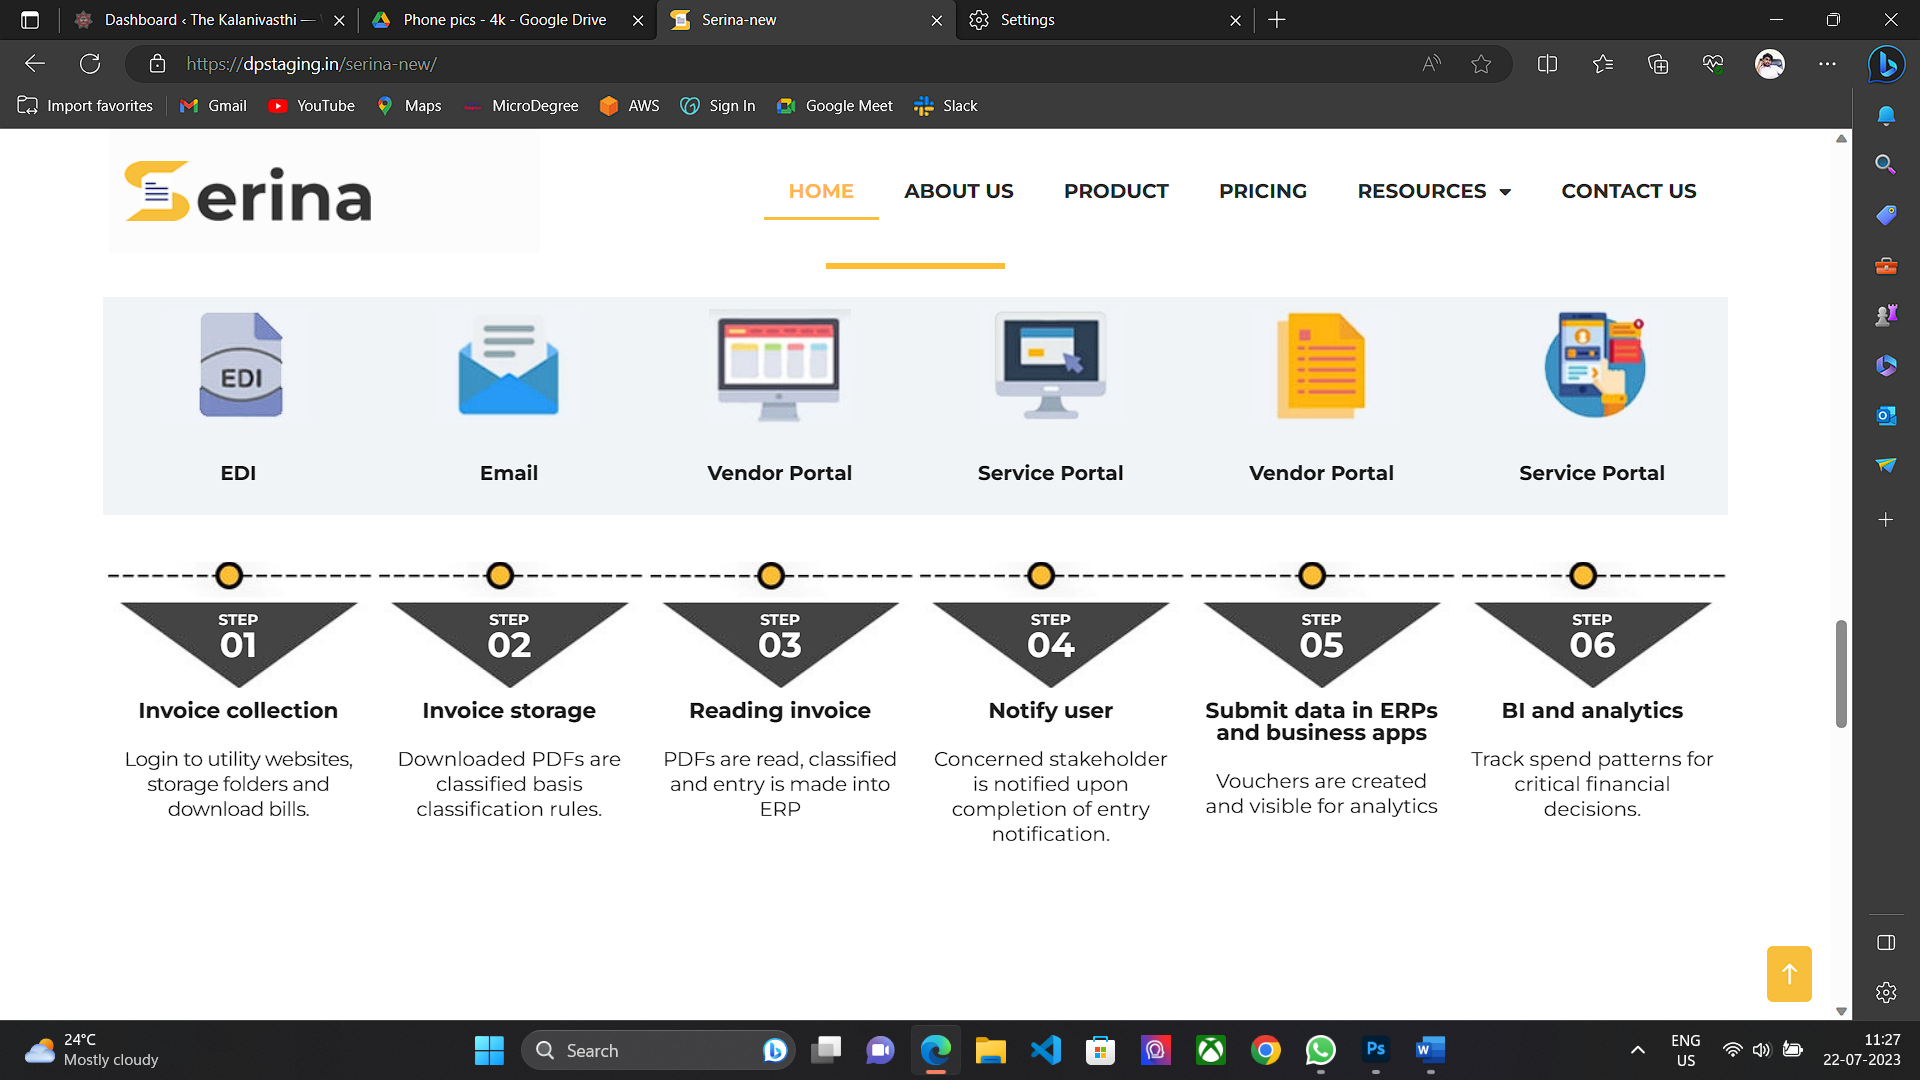 Dashboard ‹ The Kalanivasthi —
Phone pics - 4k - Google Drive
Serina-new
Settings
https://dpstaging.in/serina-new/
Import favorites
Gmail
YouTube
Maps
MicroDegree
AWS
Sign In
Google Meet
Slack
Serina
HOME
ABOUT US
PRODUCT
PRICING
RESOURCES
CONTACT US
EDI
EDI
Email
Vendor Portal
Service Portal
Vendor Portal
Service Portal
STEP
01
Invoice collection
Login to utility websites,
storage folders and
download bills.
STEP
02
Invoice storage
Downloaded PDFs are
classified basis
classification rules.
STEP
03
Reading invoice
PDFs are read, classified
and entry is made into
ERP
STEP
04
Notify user
Concerned stakeholder
is notified upon
completion of entry
notification.
STEP
05
Submit data in ERPs
and business apps
Vouchers are created
and visible for analytics
STEP
06
BI and analytics
Track spend patterns for
critical financial
decisions.
24°C
Mostly cloudy
Search
Ps
W
ENG
US
11:27
22-07-2023